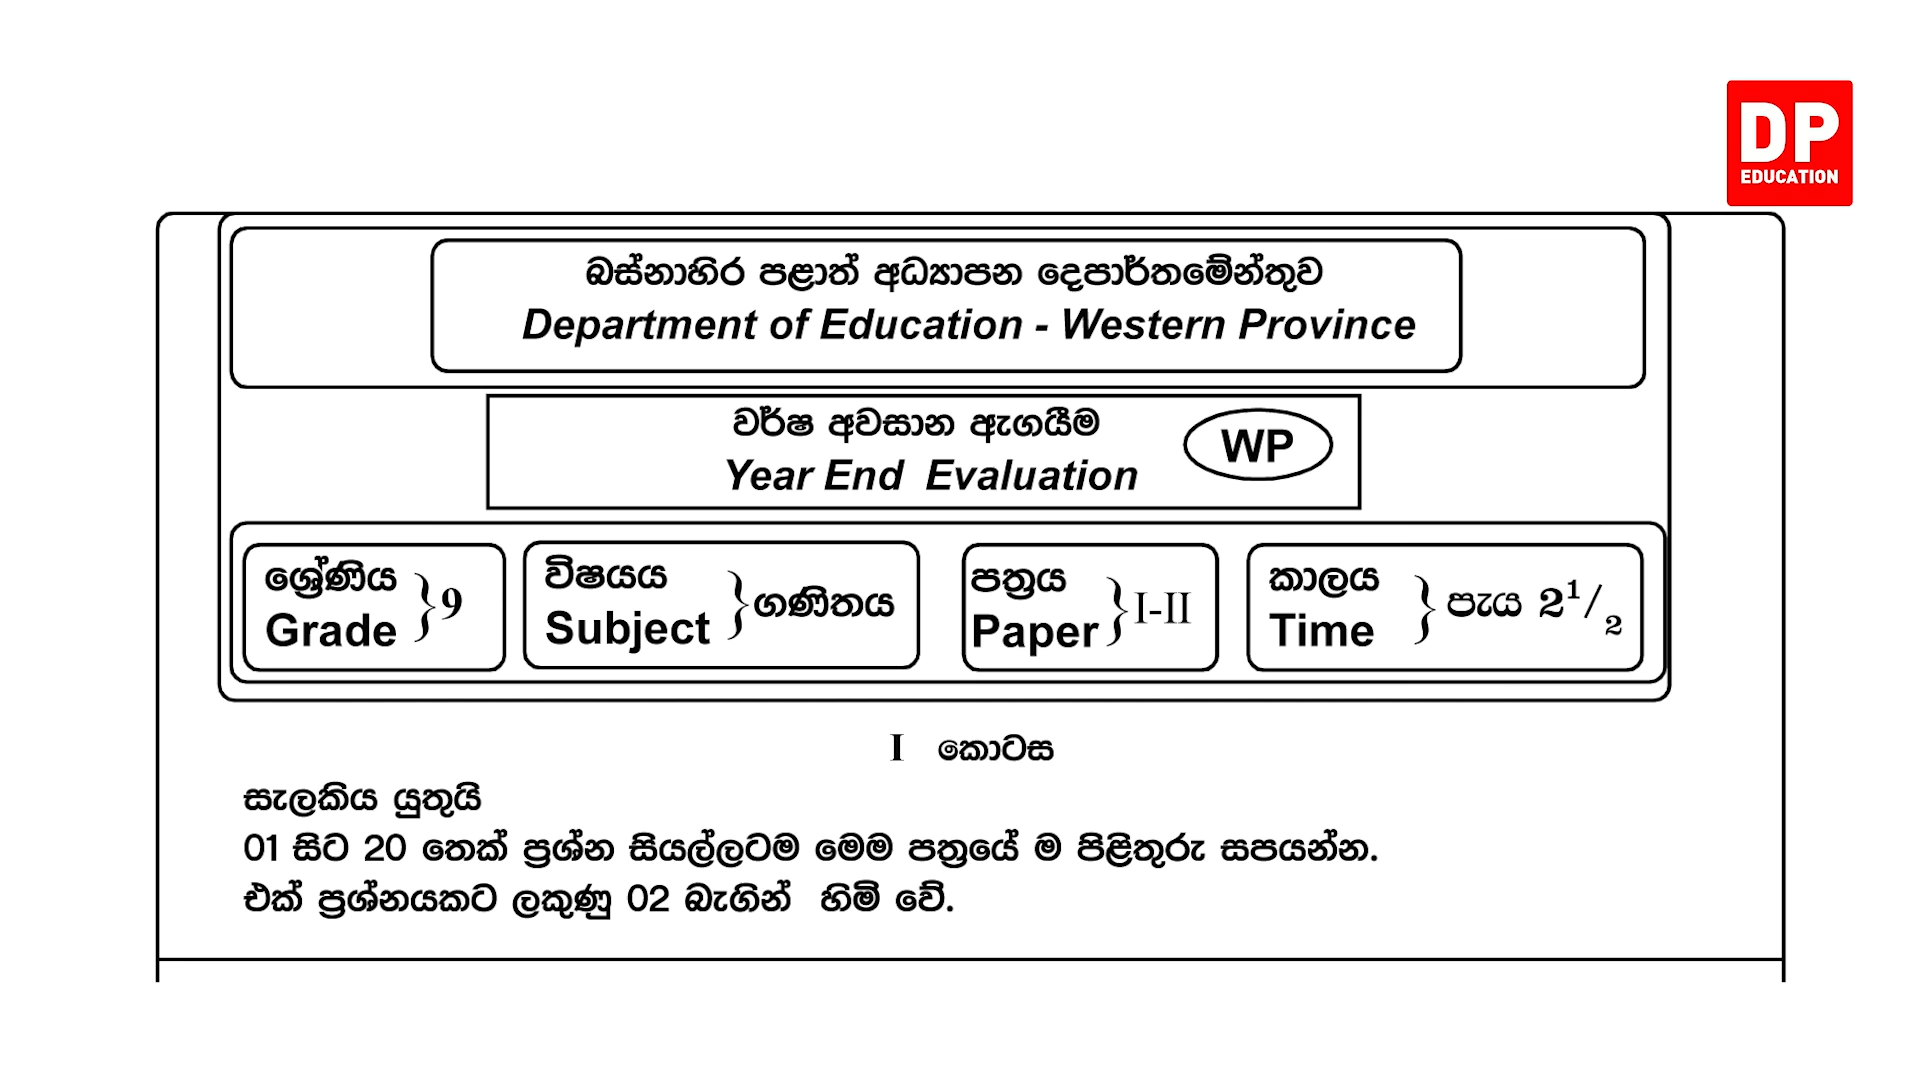 DP
EDUCATION
බස්නාහිර පළාත් අධ්‍යාපන දෙපාර්තමේන්තුව
Department of Education - Western Province
වර්ෂ අවසාන ඇගයීම
WP
Year End Evaluation
ශ්‍රේණිය
Grade
} 9
විෂයය
Subject
} ගණිතය
පත්‍රය
Paper
} I-II
කාලය
Time
} පැය 2 1/2
I කොටස
සැලකිය යුතුයි
01 සිට 20 තෙක් ප්‍රශ්න සියල්ලටම මෙම පත්‍රයේ ම පිළිතුරු සපයන්න.
එක් ප්‍රශ්නයකට ලකුණු 02 බැගින් හිමි වේ.